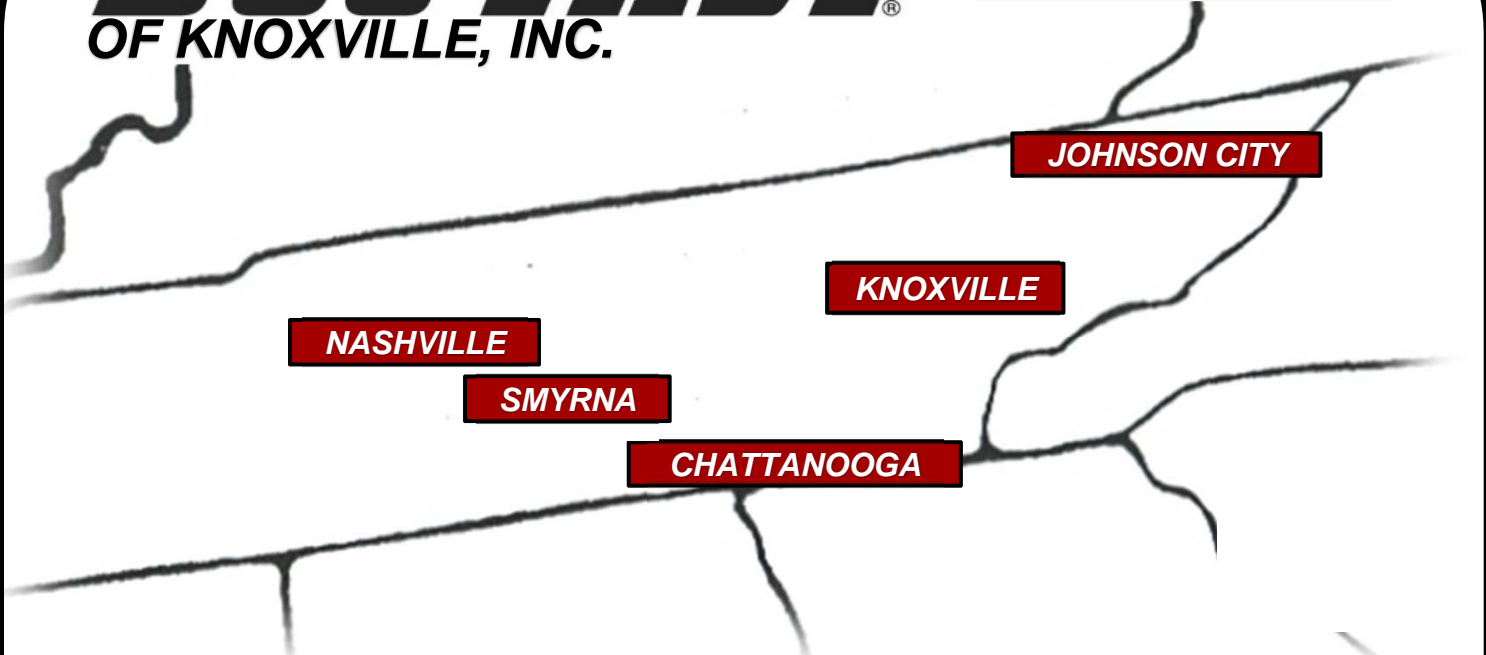 ®
OF KNOXVILLE, INC.
JOHNSON CITY
KNOXVILLE
NASHVILLE
SMYRNA
CHATTANOOGA